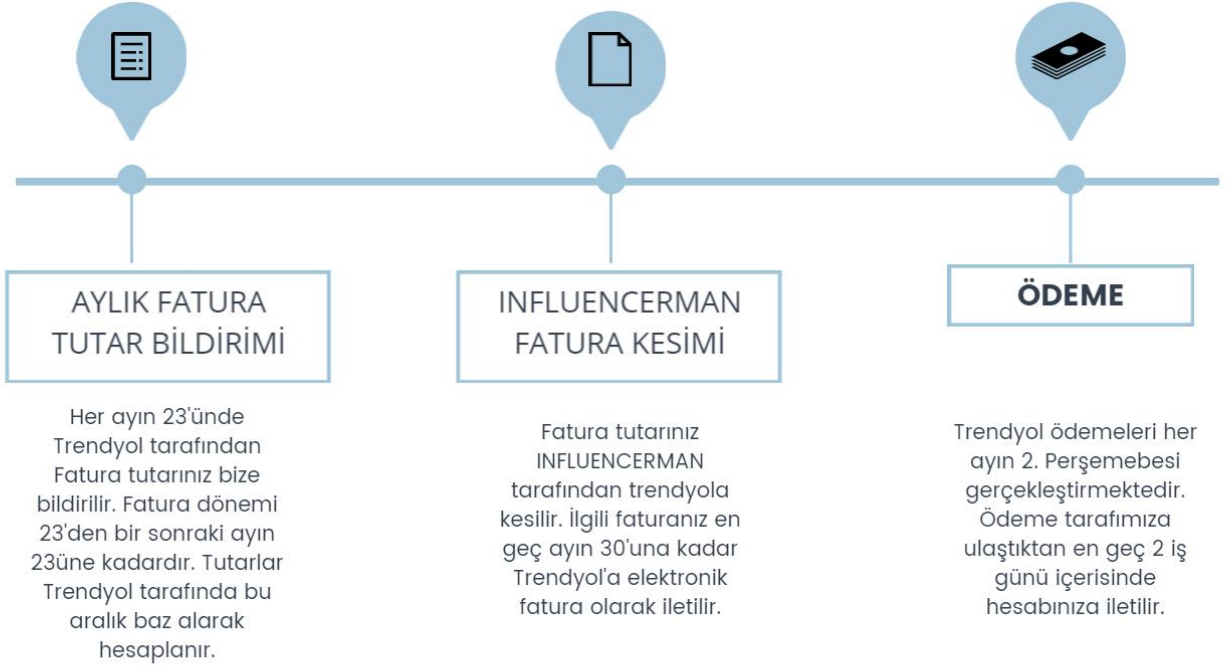 AYLIK FATURA
TUTAR BİLDİRİMİ
Her ayın 23'ünde
Trendyol tarafından
Fatura tutarınız bize
bildirilir. Fatura dönemi
23'den bir sonraki ayın
23üne kadardır. Tutarlar
Trendyol tarafında bu
aralık baz alarak
hesaplanır.
INFLUENCERMAN
FATURA KESİMİ
Fatura tutarınız
INFLUENCERMAN
tarafından trendyola
kesilir. İlgili faturanız en
geç ayın 30'una kadar
Trendyol'a elektronik
fatura olarak iletilir.
ÖDEME
Trendyol ödemeleri her
ayın 2. Perşemebesi
gerçekleştirmektedir.
Ödeme tarafımıza
ulaştıktan en geç 2 iş
günü içerisinde
hesabınıza iletilir.